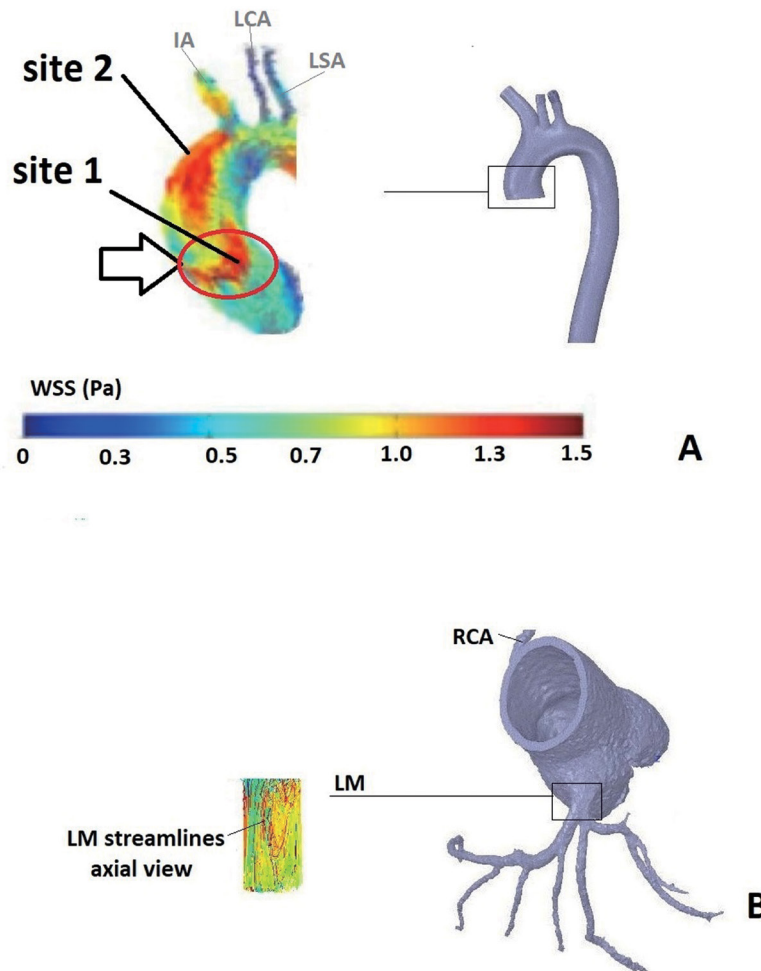 LCA
IA
LSA
site 2
site 1
WSS (Pa)
0 0.3 0.5 0.7 1.0 1.3 1.5
A
RCA
LM
LM streamlines
axial view
B